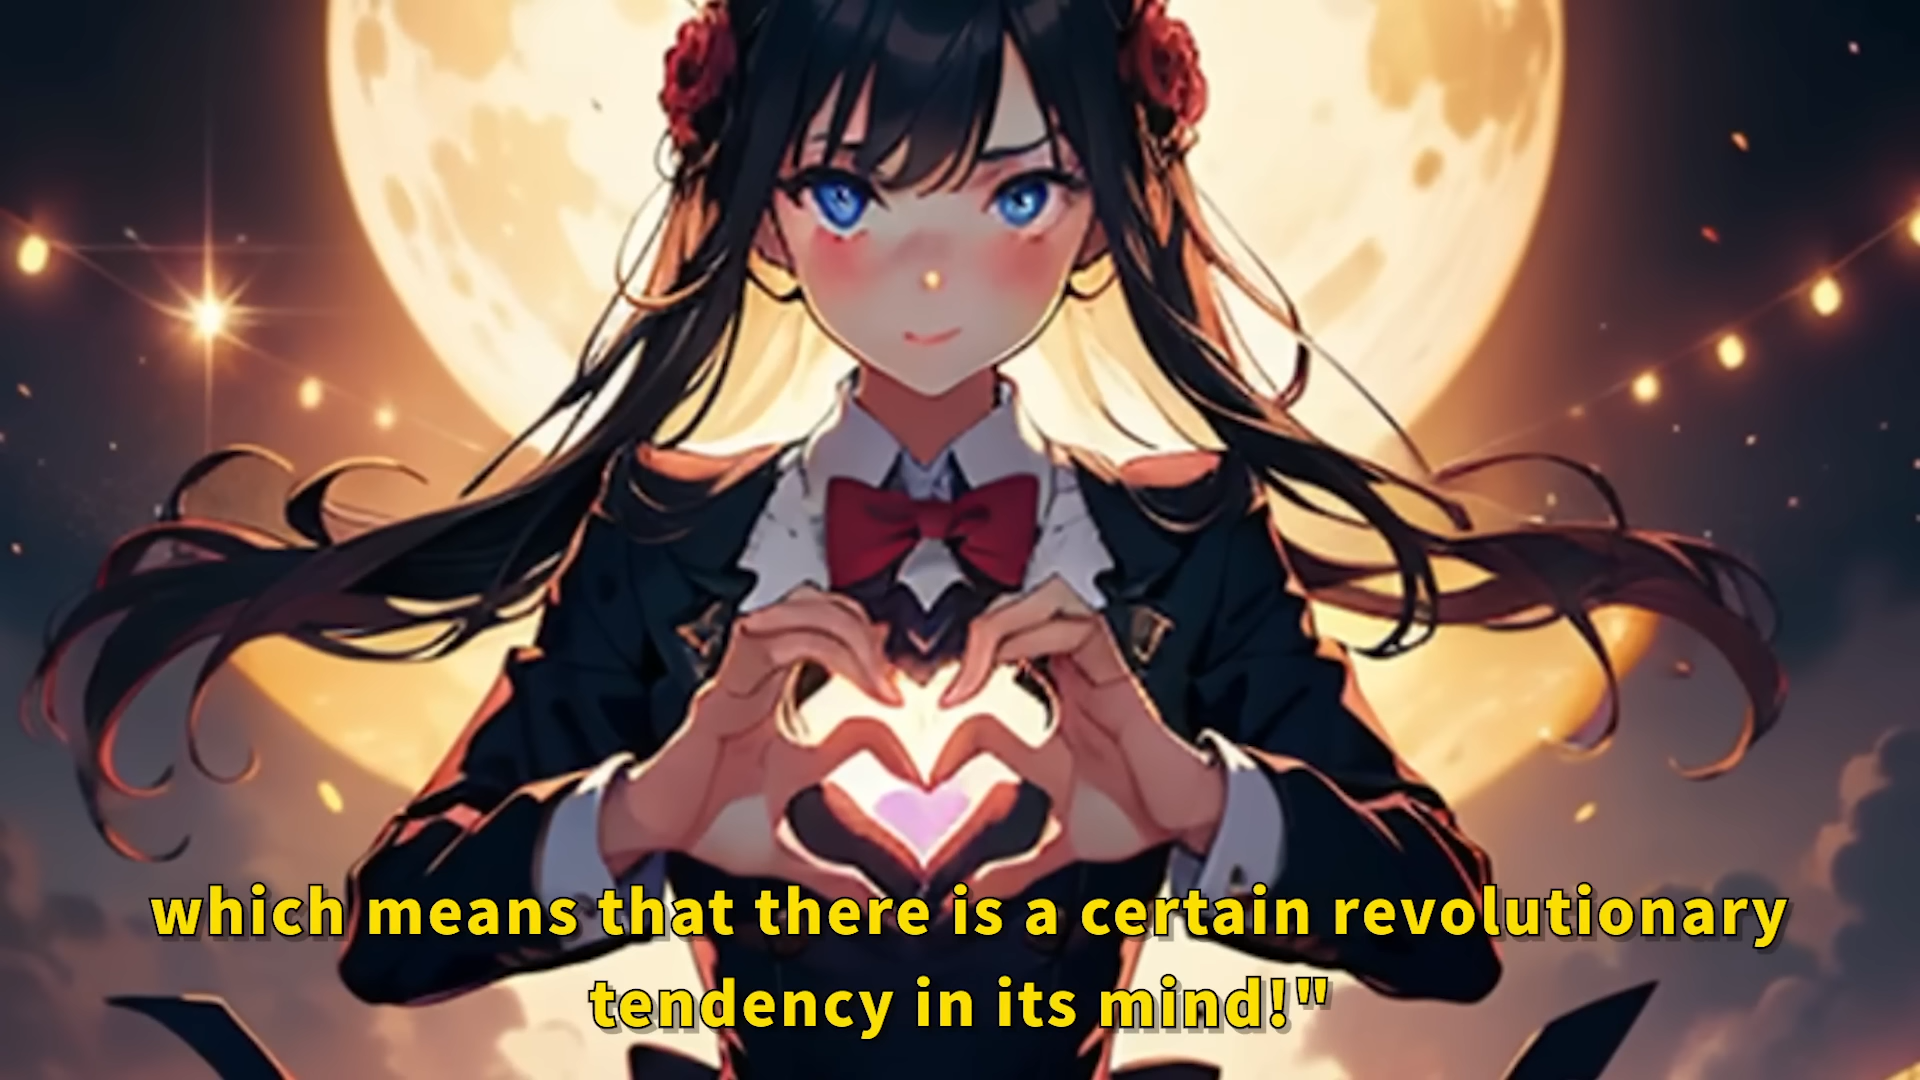 which means that there is a certain revolutionary
tendency in its mind!"